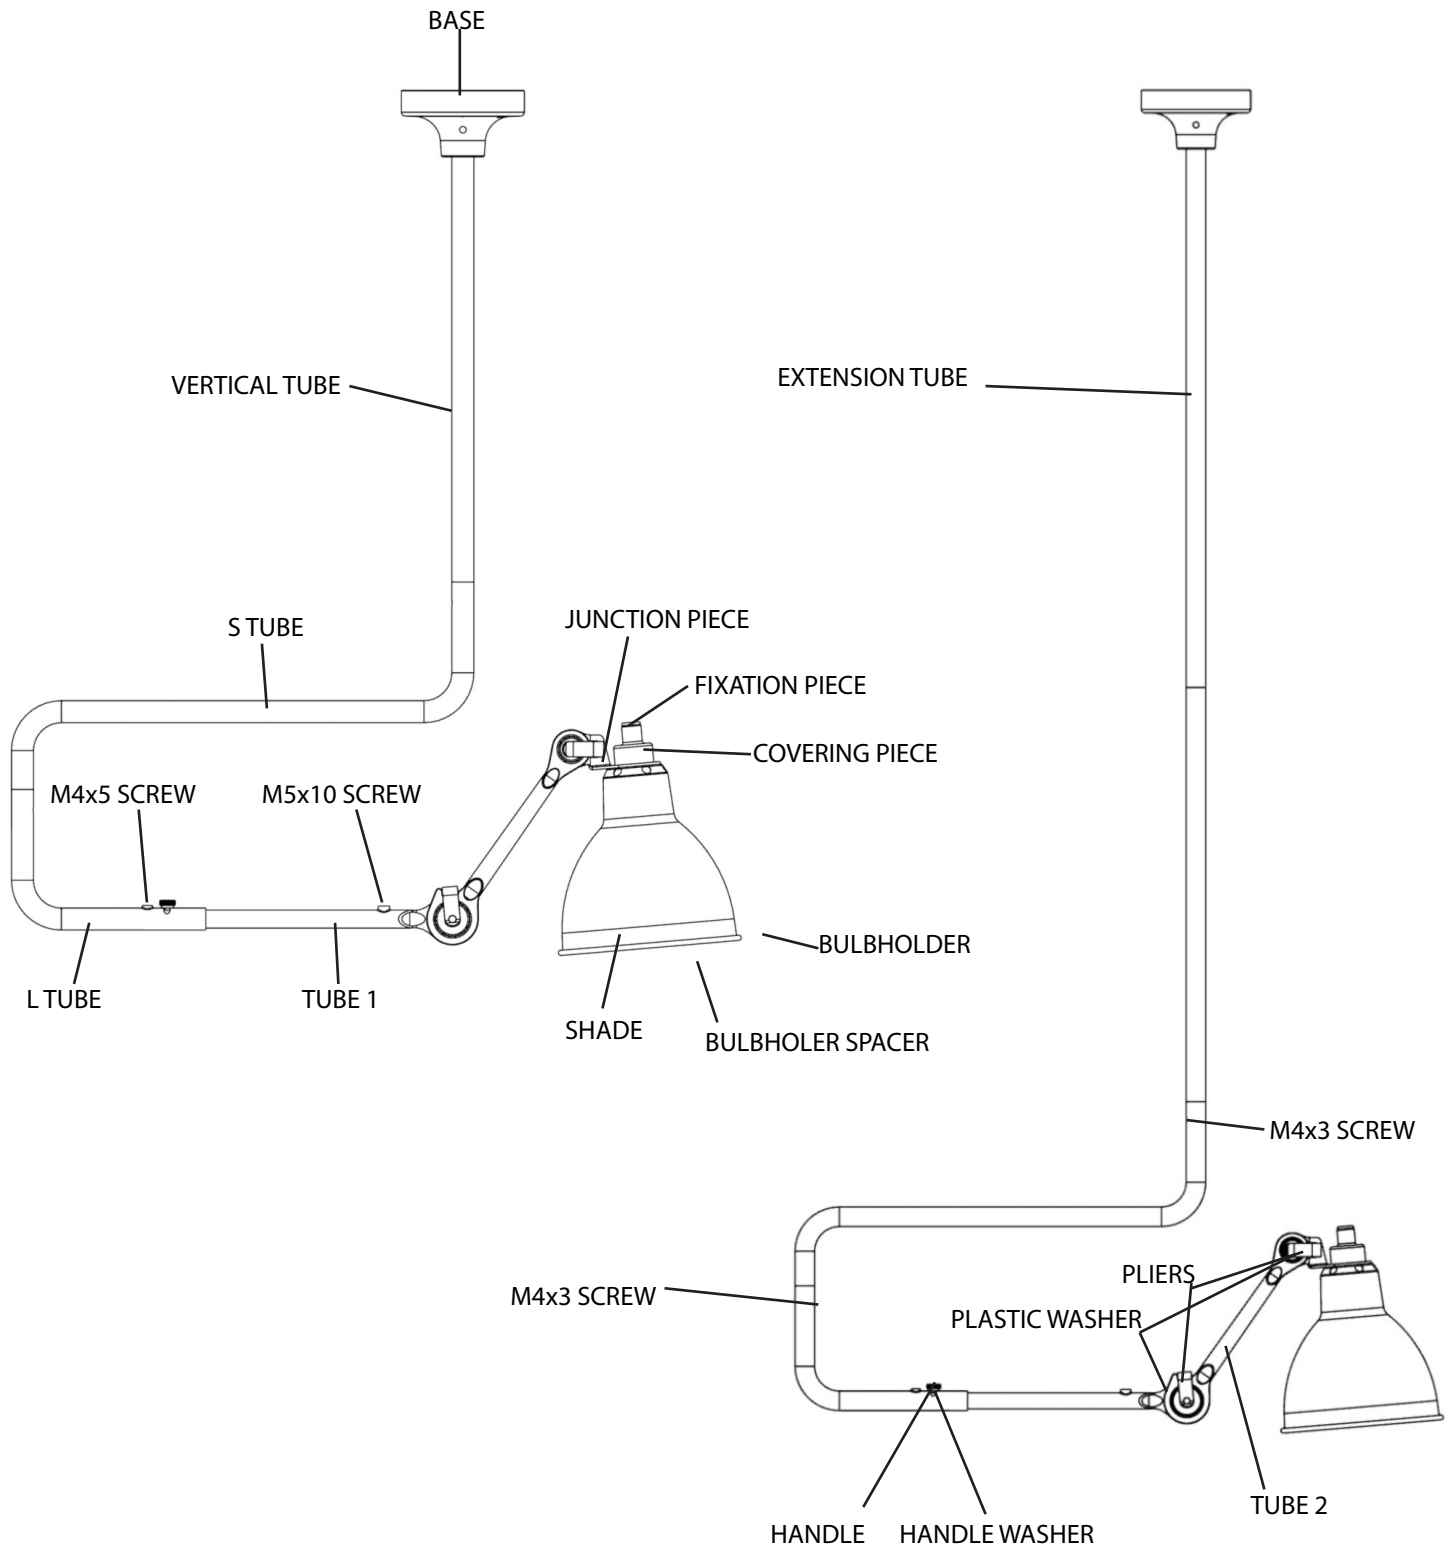 BASE
VERTICAL TUBE
EXTENSION TUBE
S TUBE
JUNCTION PIECE
FIXATION PIECE
COVERING PIECE
M4x5 SCREW
M5x10 SCREW
BULBHOLDER
L TUBE
TUBE 1
SHADE
BULBHOLER SPACER
M4x3 SCREW
PLIERS
M4x3 SCREW
PLASTIC WASHER
TUBE 2
HANDLE
HANDLE WASHER